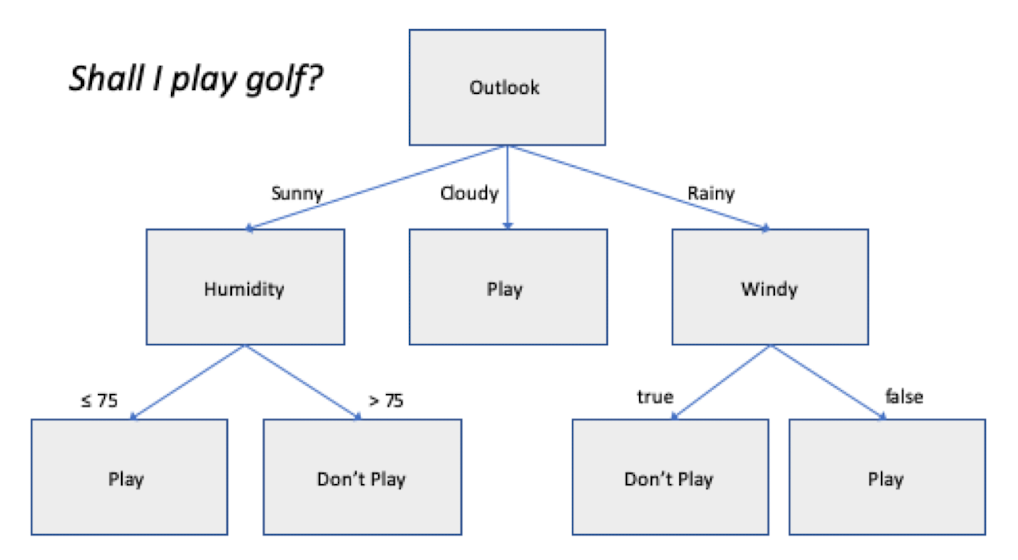 Shall I play golf?
Outlook
Sunny
Cloudy
Rainy
Humidity
Play
Windy
≤ 75
> 75
true
false
Play
Don't Play
Don't Play
Play